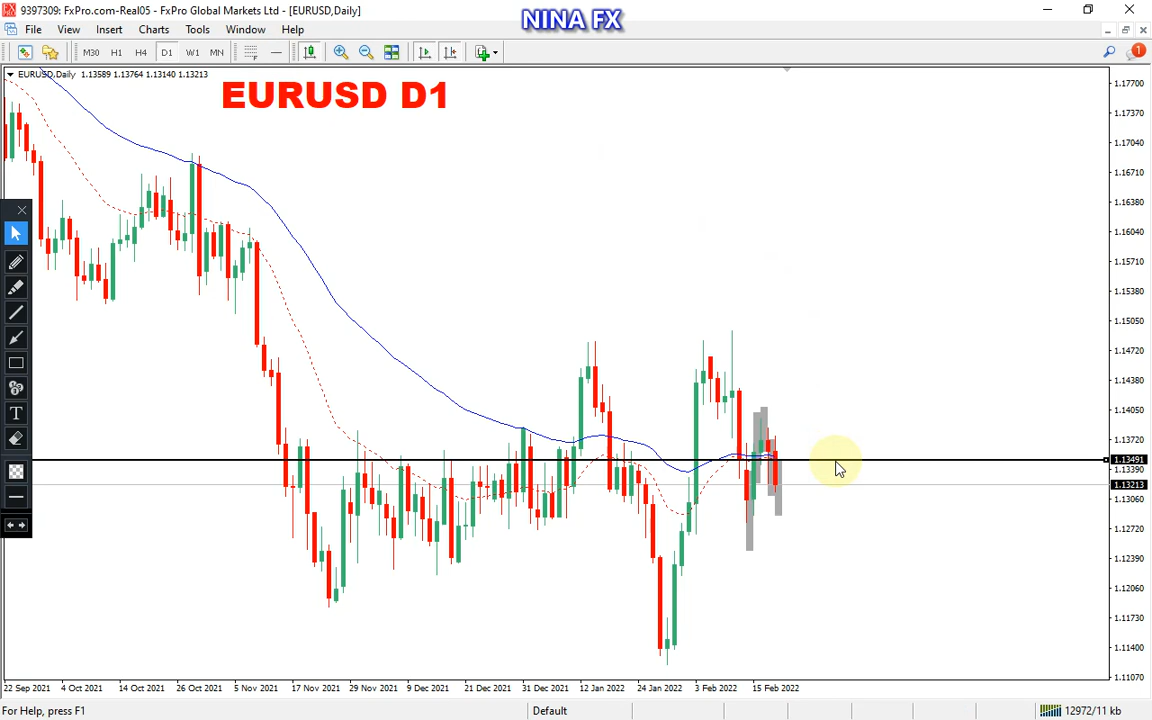 9397309: FxPro.com-Real05 - FxPro Global Markets Ltd - [EURUSD,Daily]
NINA FX
File View Insert Charts Tools Window Help
M30 H1 H4 D1 W1 MN
1
EURUSD,Daily 1.13589 1.13764 1.13140 1.13213
EURUSD D1
1.17700
1.17370
1.17040
1.16710
1.16380
1.16040
1.15710
1.15380
1.15050
1.14720
1.14380
1.14050
1.13720
1.13491
1.13390
1.13213
1.13060
1.12720
1.12390
1.12060
1.11730
1.11400
1.11070
T
22 Sep 2021 4 Oct 2021 14 Oct 2021 26 Oct 2021 5 Nov 2021 17 Nov 2021 29 Nov 2021 9 Dec 2021 21 Dec 2021 31 Dec 2021 12 Jan 2022 24 Jan 2022 3 Feb 2022 15 Feb 2022
For Help, press F1
Default
12972/11 kb